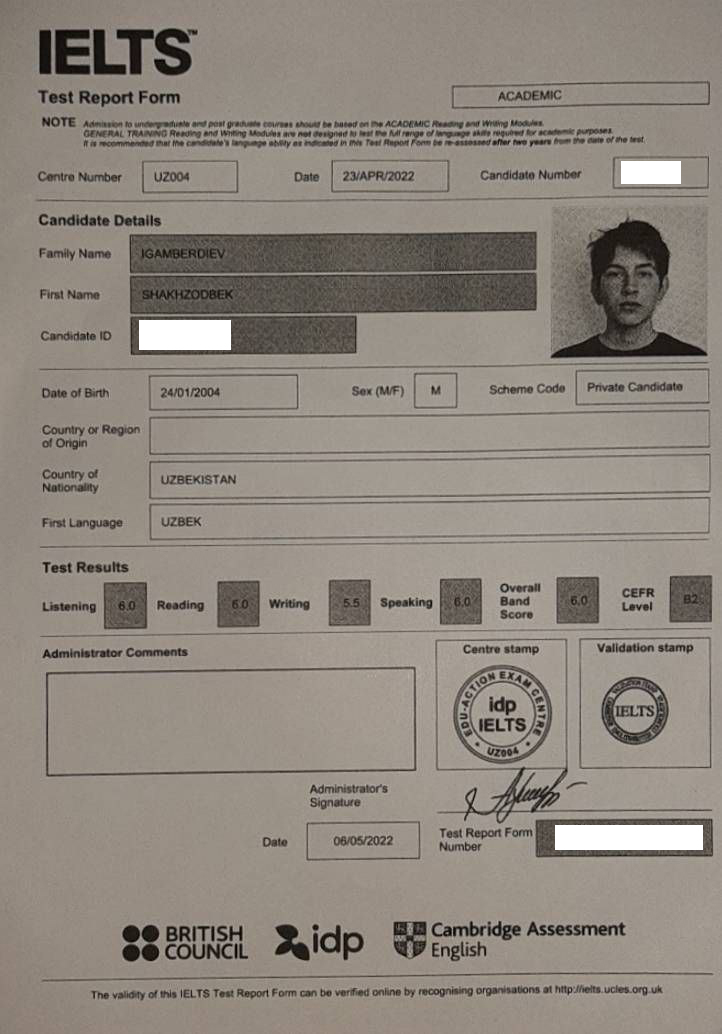 IELTS™
Test Report Form
ACADEMIC
NOTE Admission to undergraduate and post graduate courses should be based on the ACADEMIC Reading and Writing Modules.
GENERAL TRAINING Reading and Writing Modules are not designed to test the full range of language skills required for academic purposes.
It is recommended that the candidate's language ability as indicated in this Test Report Form be re-assessed after two years from the date of the test.
Centre Number UZ004 Date 23/APR/2022 Candidate Number
Candidate Details
Family Name IGAMBERDIEV
First Name SHAKHZODBEK
Candidate ID
Date of Birth 24/01/2004 Sex (M/F) M Scheme Code Private Candidate
Country or Region
of Origin
Country of
Nationality
UZBEKISTAN
First Language UZBEK
Test Results
Listening 6.0 Reading 6.0 Writing 5.5 Speaking 6.0
Overall
Band
Score
6.0
CEFR
Level
B2
Administrator Comments
Centre stamp
Validation stamp
EDU-ACTION EXAM CENTRE
idp
IELTS
UZ004
IELTS
Administrator's
Signature
Date 06/05/2022
Test Report Form
Number
BRITISH
COUNCIL
idp
Cambridge Assessment
English
The validity of this IELTS Test Report Form can be verified online by recognising organisations at http://ielts.ucles.org.uk